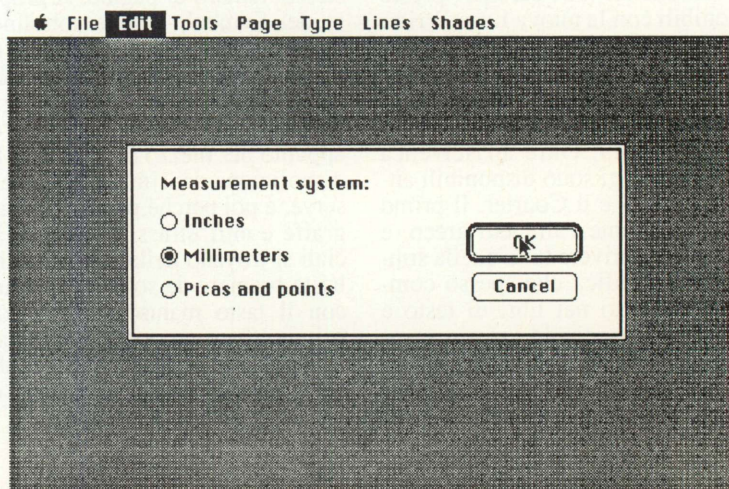 File Edit Tools Page Type Lines Shades
Measurement system:
Inches
Millimeters
Picas and points
OK
Cancel